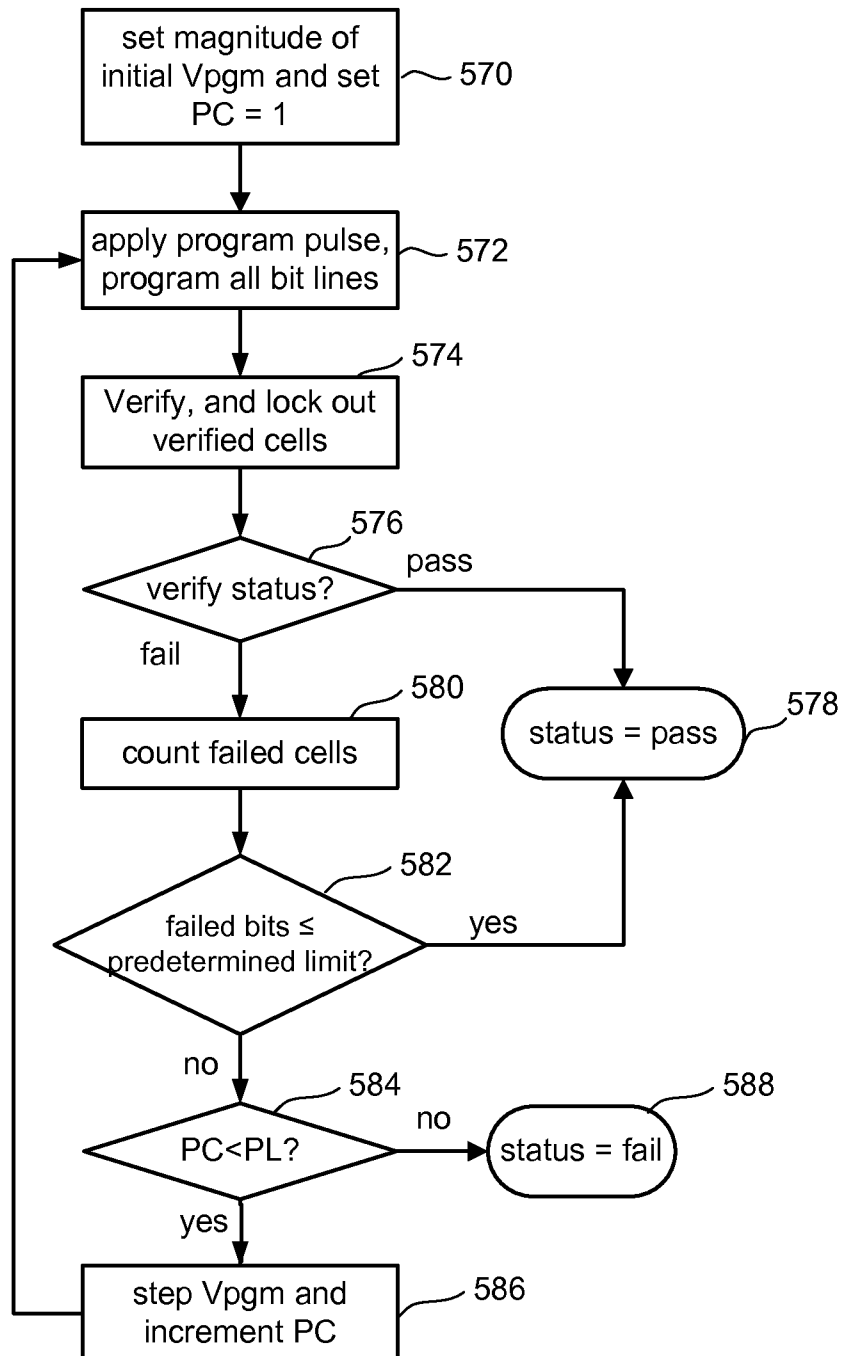 set magnitude of
initial Vpgm and set
PC = 1
570
apply program pulse,
program all bit lines
572
574
Verify, and lock out
verified cells
576
verify status?
pass
fail
580
count failed cells
status = pass
578
582
failed bits ≤
predetermined limit?
yes
no
584
588
PC<PL?
no
status = fail
yes
step Vpgm and
increment PC
586